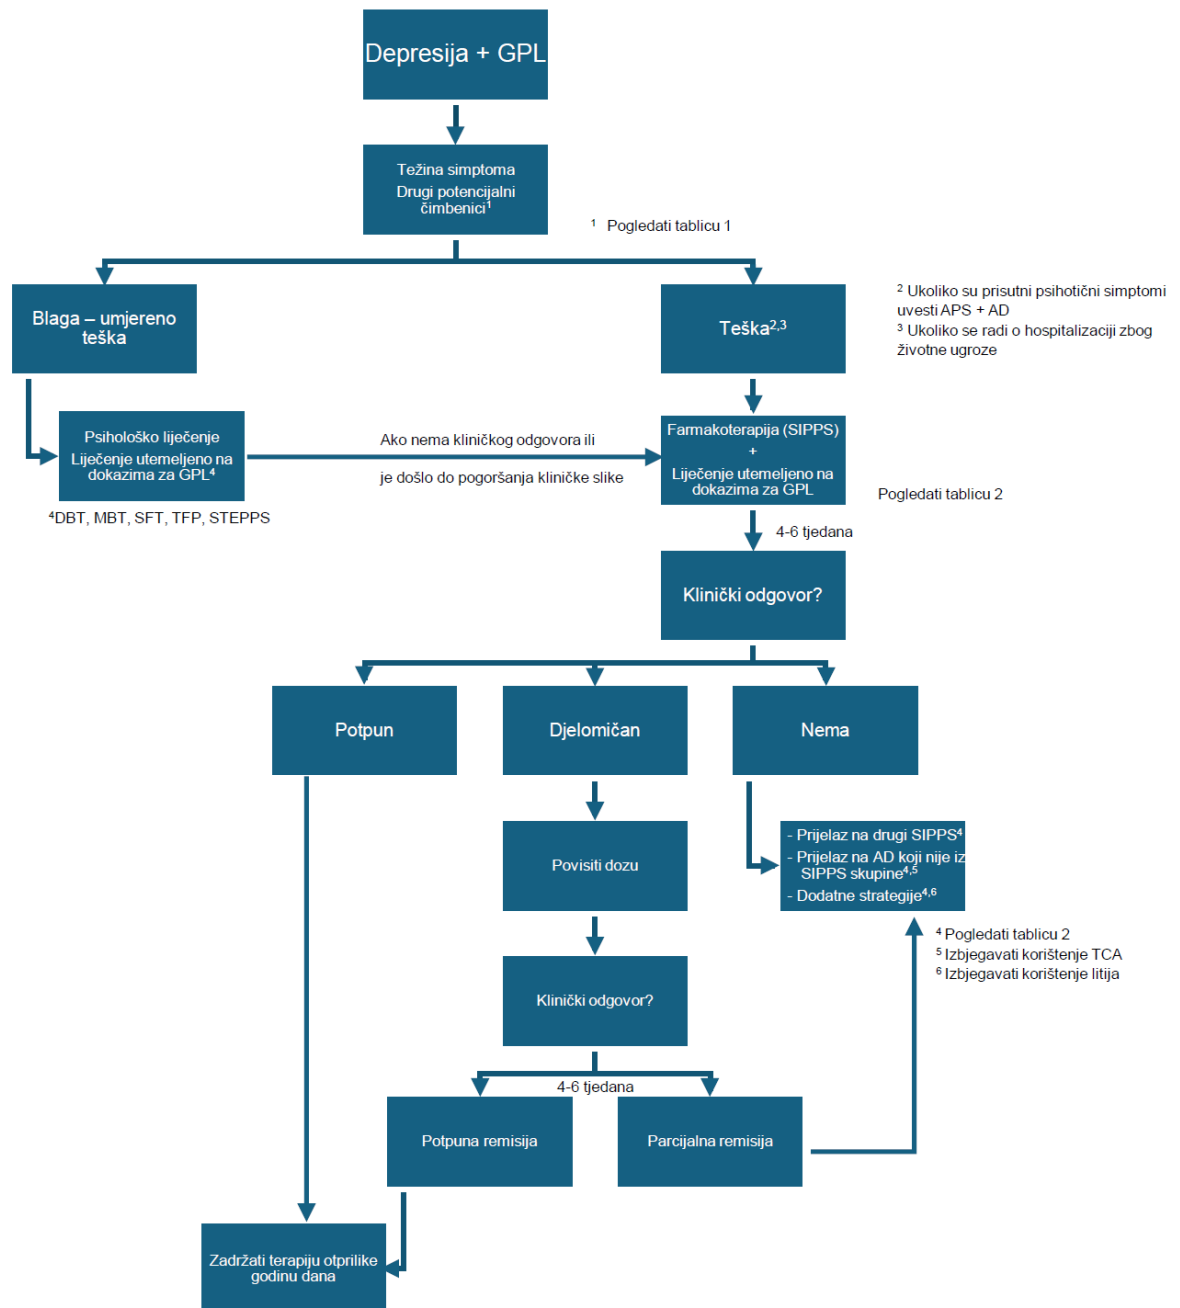 Depresija + GPL
Težina simptoma
Drugi potencijalni
čimbenici¹
¹ Pogledati tablicu 1
Blaga – umjereno
teška
Teška²,³
² Ukoliko su prisutni psihotični simptomi
uvesti APS + AD
³ Ukoliko se radi o hospitalizaciji zbog
životne ugroze
Psihološko liječenje
Liječenje utemeljeno na
dokazima za GPL⁴
⁴DBT, MBT, SFT, TFP, STEPPS
Ako nema kliničkog odgovora ili
je došlo do pogoršanja kliničke slike
Farmakoterapija (SIPPS)
+
Liječenje utemeljeno na
dokazima za GPL
Pogledati tablicu 2
4-6 tjedana
Klinički odgovor?
Potpun
Djelomičan
Nema
Povisiti dozu
- Prijelaz na drugi SIPPS⁴
- Prijelaz na AD koji nije iz
SIPPS skupine⁴,⁵
- Dodatne strategije⁴,⁶
⁴ Pogledati tablicu 2
⁵ Izbjegavati korištenje TCA
⁶ Izbjegavati korištenje litija
Klinički odgovor?
4-6 tjedana
Potpuna remisija
Parcijalna remisija
Zadržati terapiju otprilike
godinu dana